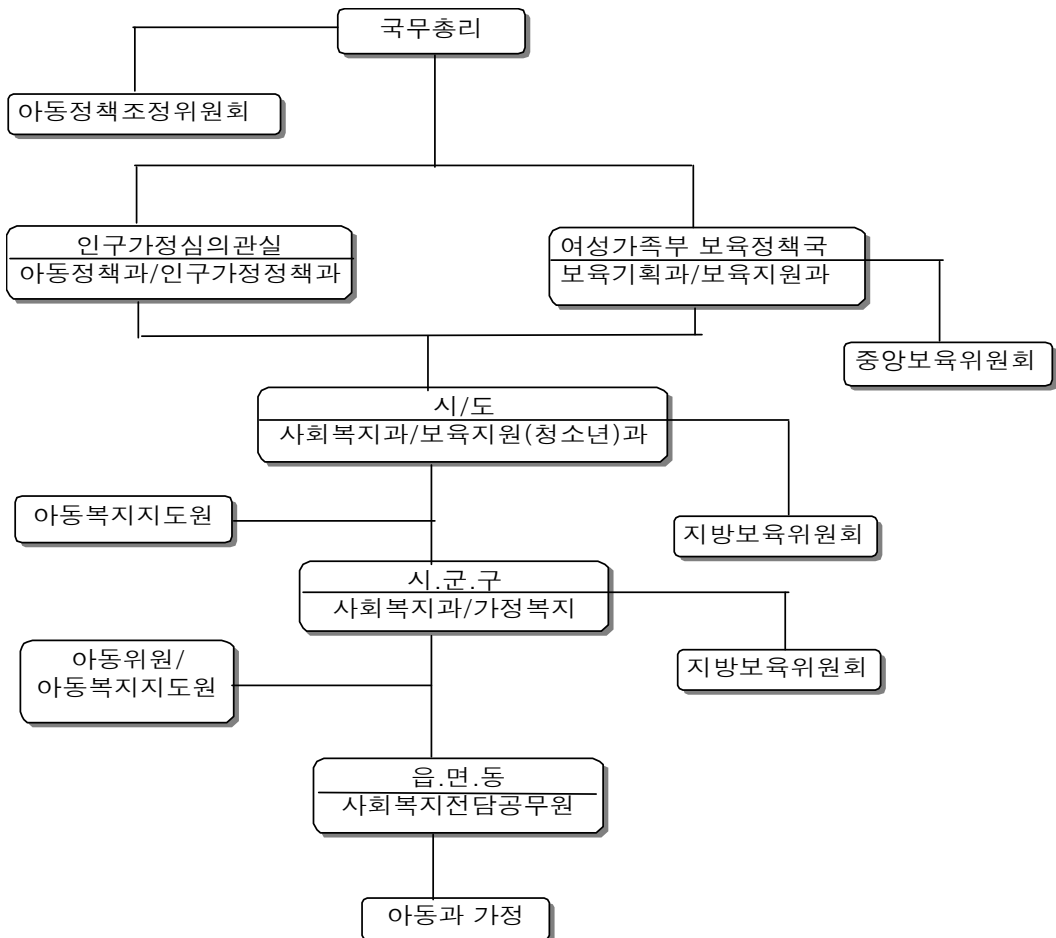 국무총리
아동정책조정위원회
인구가정심의관실
아동정책과/인구가정정책과
여성가족부 보육정책국
보육기획과/보육지원과
중앙보육위원회
시/도
사회복지과/보육지원(청소년)과
아동복지지도원
지방보육위원회
시.군.구
사회복지과/가정복지
아동위원/
아동복지지도원
지방보육위원회
읍.면.동
사회복지전담공무원
아동과 가정